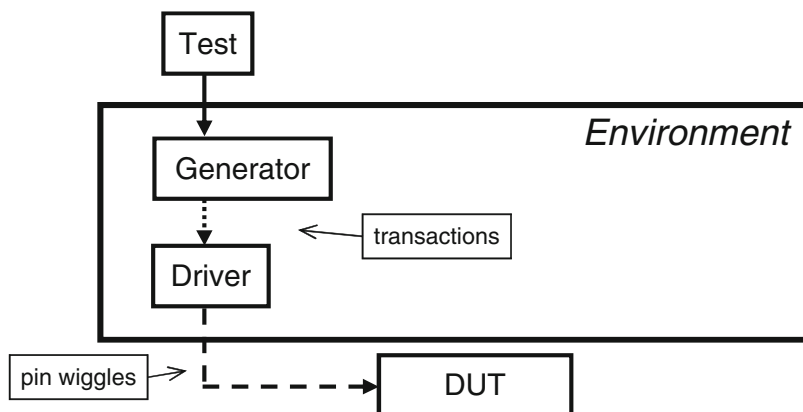 Test
Environment
Generator
transactions
Driver
pin wiggles
DUT